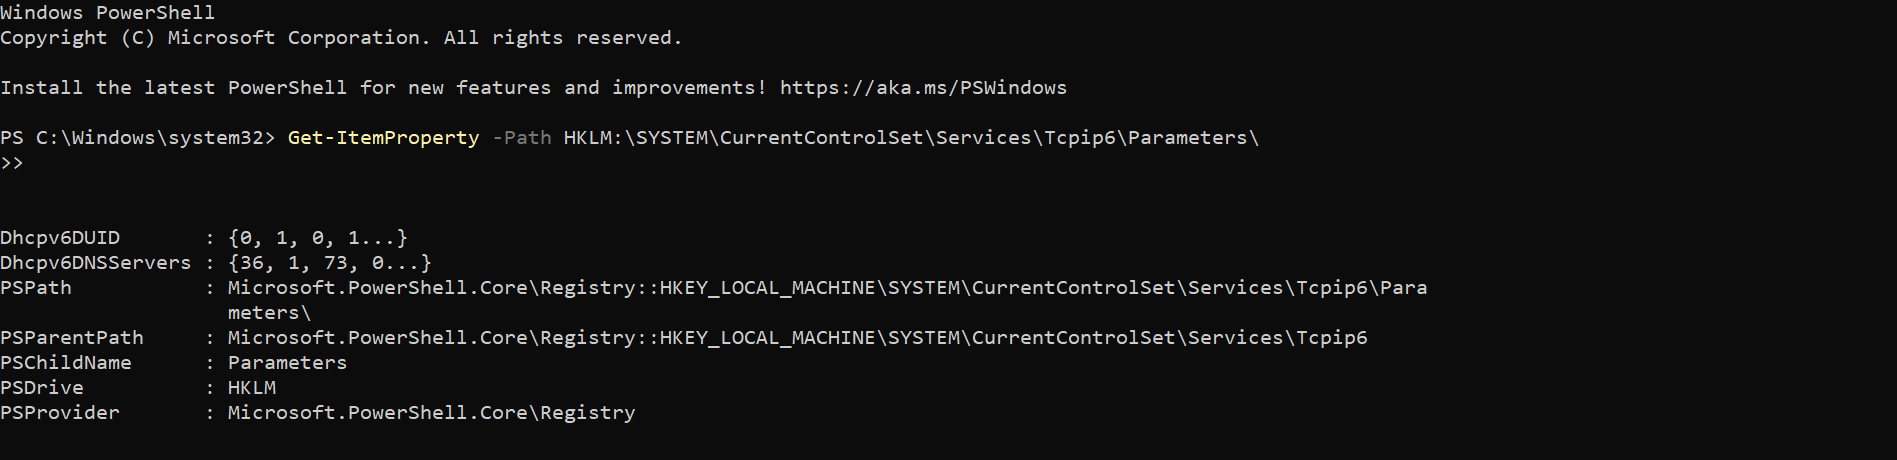 Windows PowerShell
Copyright (C) Microsoft Corporation. All rights reserved.
Install the latest PowerShell for new features and improvements! https://aka.ms/PSWindows
PS C:\Windows\system32> Get-ItemProperty -Path HKLM:\SYSTEM\CurrentControlSet\Services\Tcpip6\Parameters\
>>
Dhcpv6DUID       : {0, 1, 0, 1...}
Dhcpv6DNSServers : {36, 1, 73, 0...}
PSPath           : Microsoft.PowerShell.Core\Registry::HKEY_LOCAL_MACHINE\SYSTEM\CurrentControlSet\Services\Tcpip6\Para
                   meters\
PSParentPath     : Microsoft.PowerShell.Core\Registry::HKEY_LOCAL_MACHINE\SYSTEM\CurrentControlSet\Services\Tcpip6
PSChildName      : Parameters
PSDrive          : HKLM
PSProvider       : Microsoft.PowerShell.Core\Registry